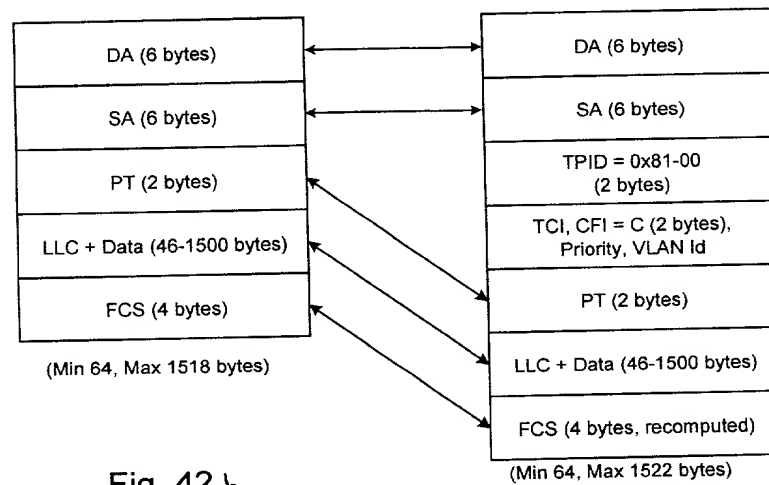 DA (6 bytes)
SA (6 bytes)
PT (2 bytes)
LLC + Data (46-1500 bytes)
FCS (4 bytes)
(Min 64, Max 1518 bytes)
DA (6 bytes)
SA (6 bytes)
TPID = 0x81-00
(2 bytes)
TCI, CFI = C (2 bytes),
Priority, VLAN Id
PT (2 bytes)
LLC + Data (46-1500 bytes)
FCS (4 bytes, recomputed)
(Min 64, Max 1522 bytes)
Fig. 42 b